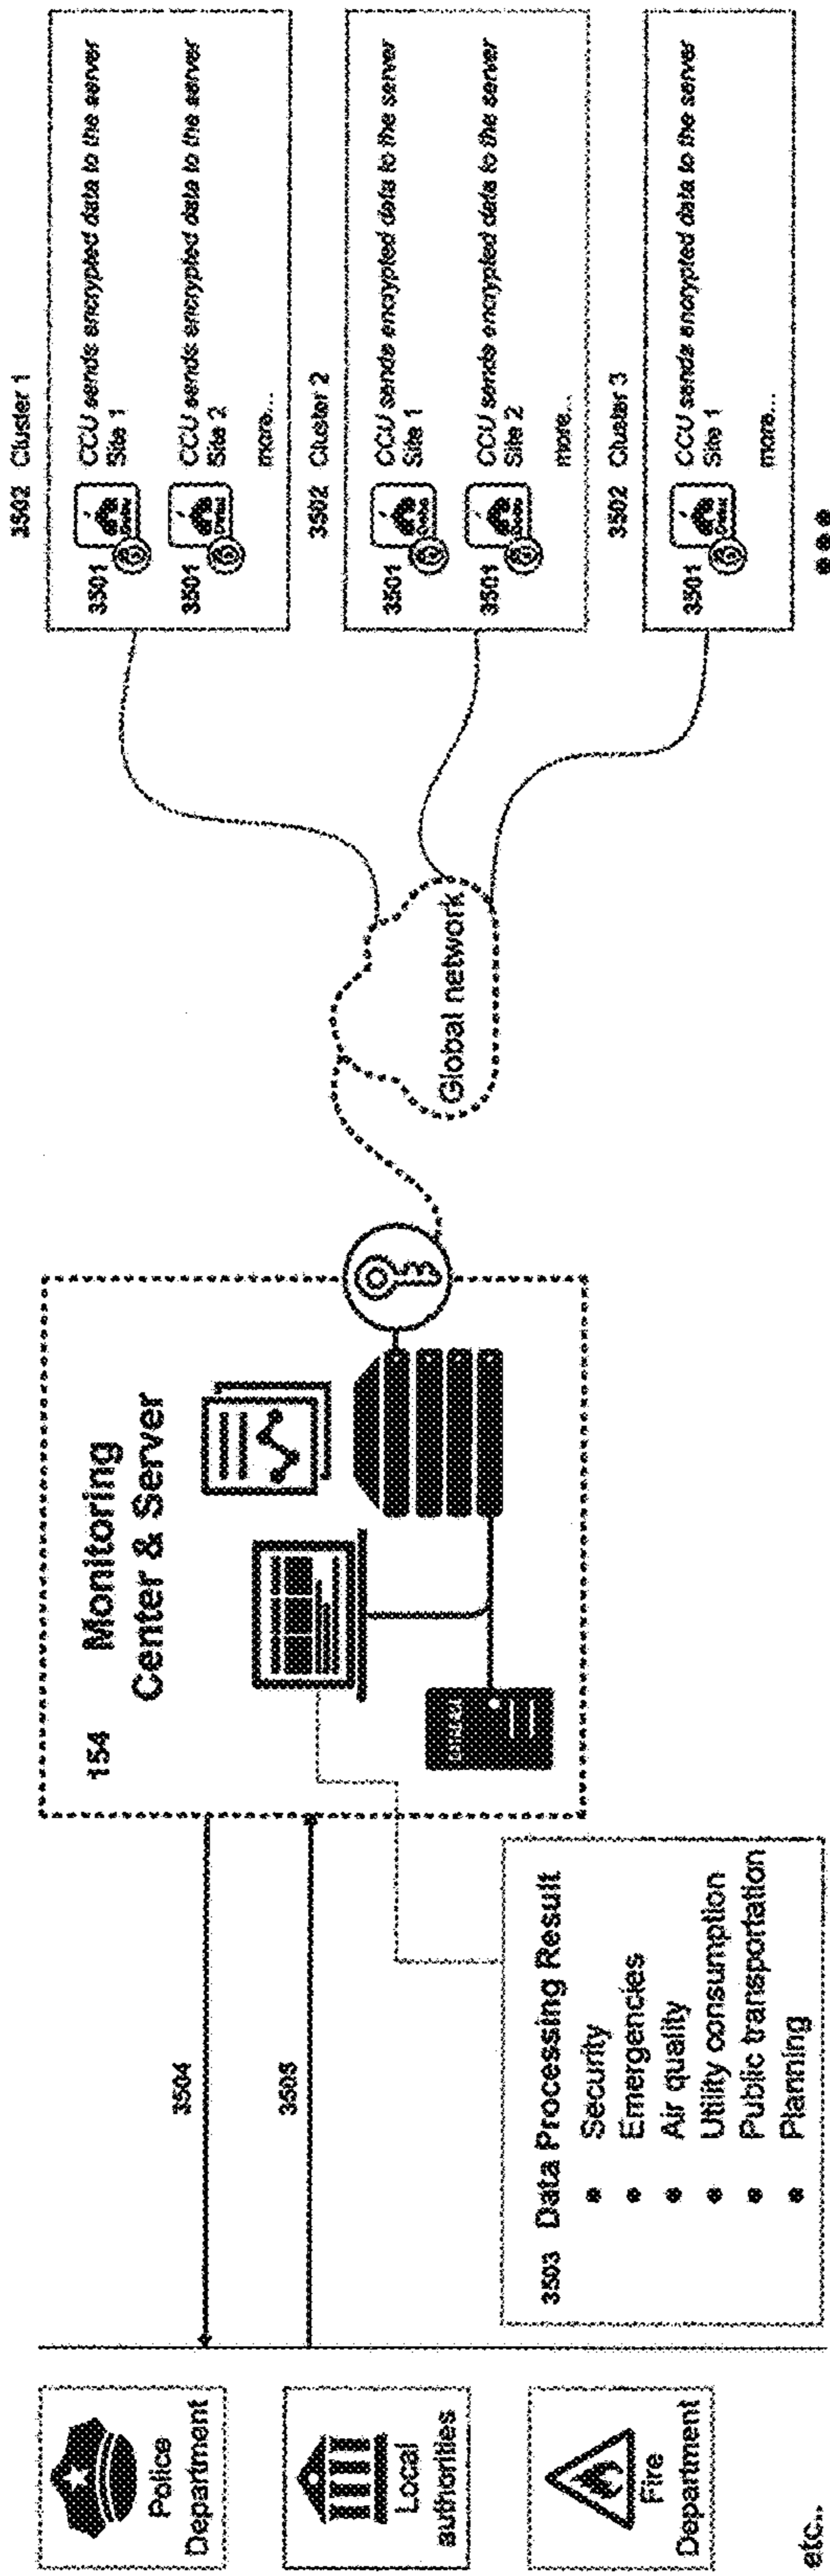 Police
Department
Local
authorities
Fire
Department
etc..
3504
3505
3503 Data Processing Result
Security
Emergencies
Air quality
Utility consumption
Public transportation
Planning
154
Monitoring
Center & Server
Global network
3502 Cluster 1
3501
CCU sends encrypted data to the server
Site 1
3501
CCU sends encrypted data to the server
Site 2
more...
3502 Cluster 2
3501
CCU sends encrypted data to the server
Site 1
3501
CCU sends encrypted data to the server
Site 2
more...
3502 Cluster 3
3501
CCU sends encrypted data to the server
Site 1
more...